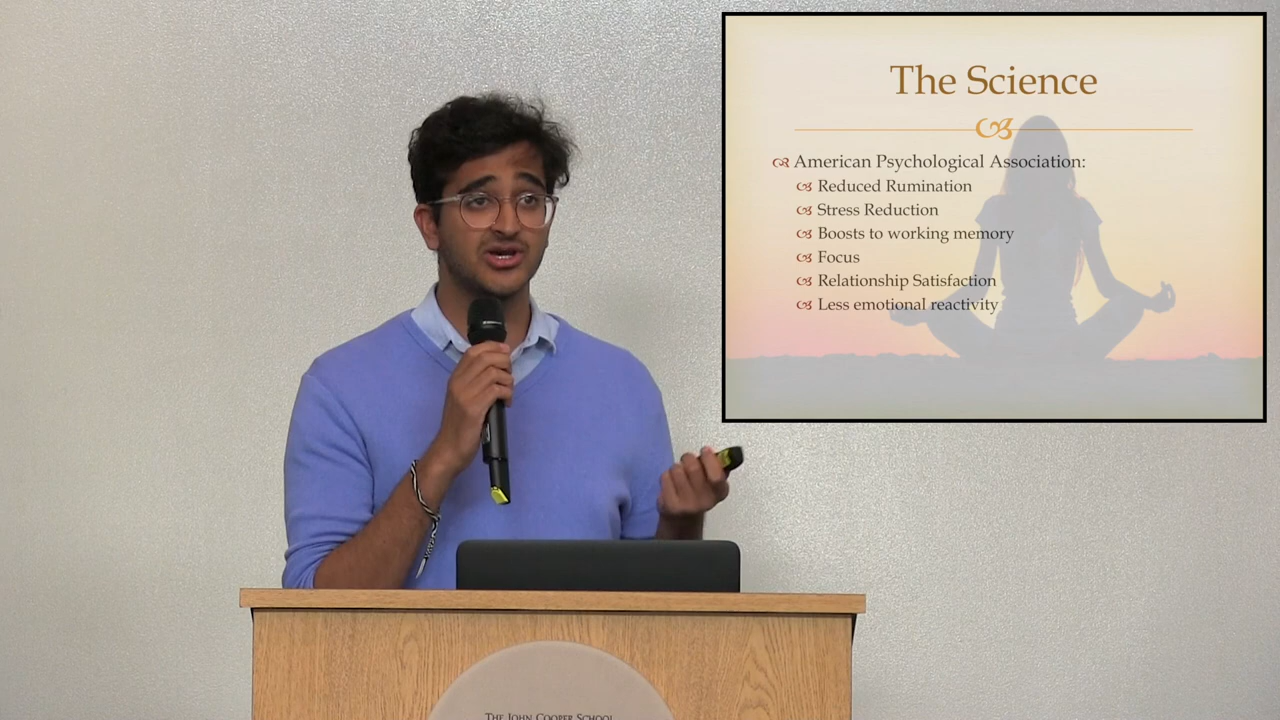 The Science
American Psychological Association:
Reduced Rumination
Stress Reduction
Boosts to working memory
Focus
Relationship Satisfaction
Less emotional reactivity
THE JOHN COOPER SCHOOL